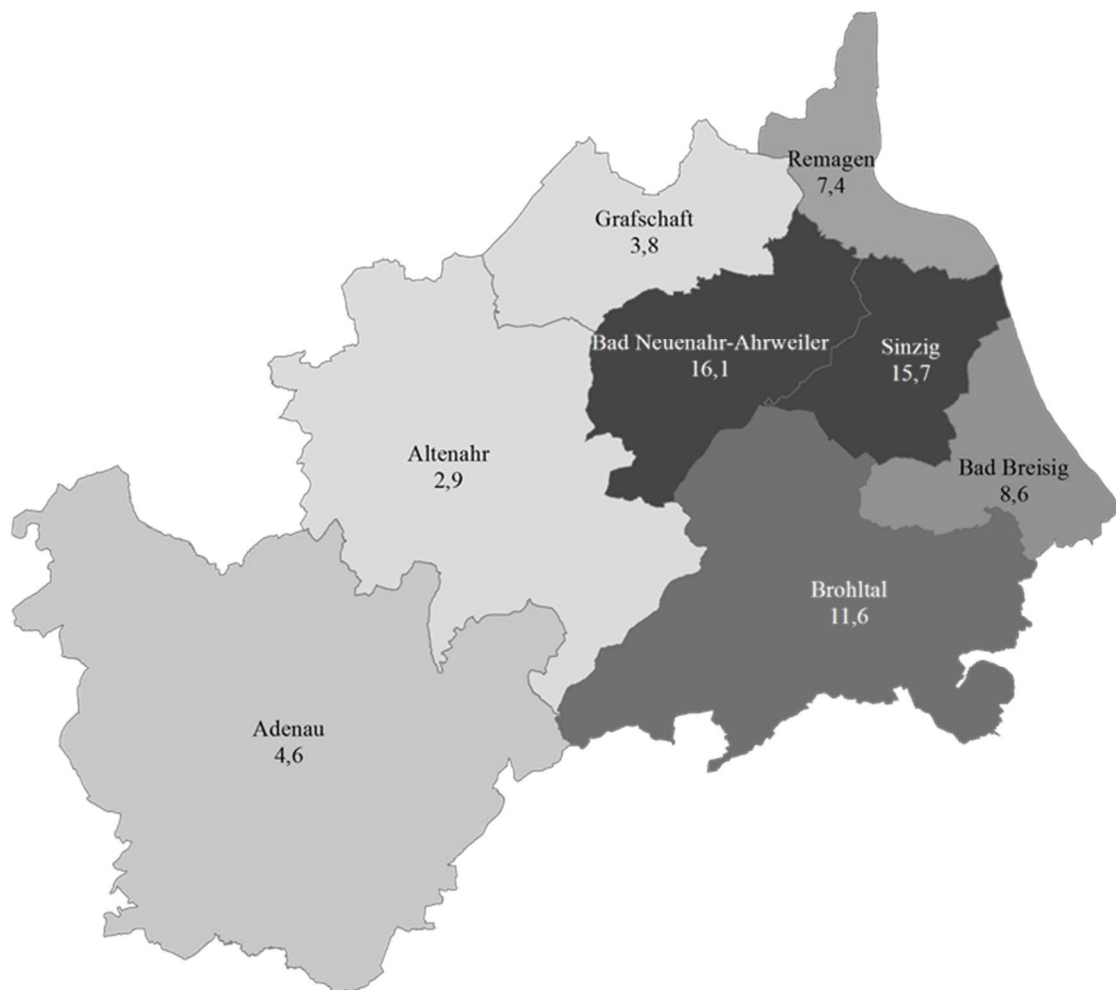 Remagen
7,4
Grafschaft
3,8
Bad Neuenahr-Ahrweiler
16,1
Sinzig
15,7
Altenahr
2,9
Bad Breisig
8,6
Brohltal
11,6
Adenau
4,6